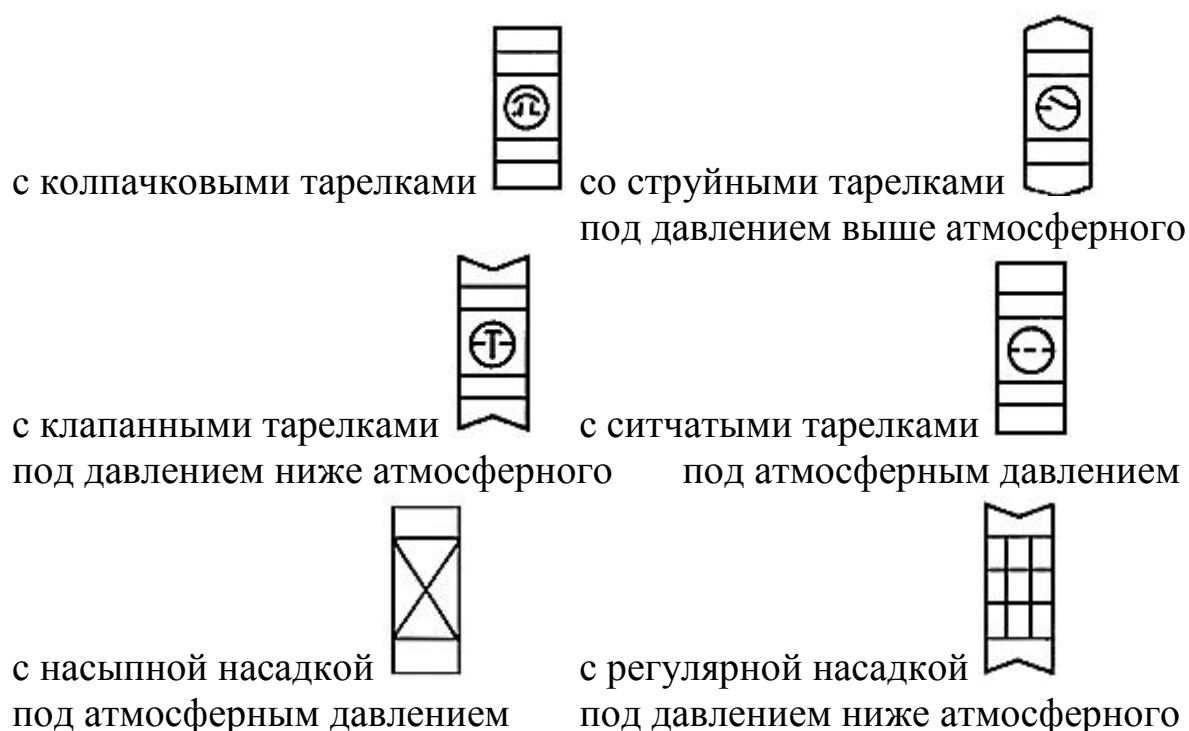 с колпачковыми тарелками со струйными тарелками
под давлением выше атмосферного
с клапанными тарелками с ситчатыми тарелками
под давлением ниже атмосферного под атмосферным давлением
с насыпной насадкой с регулярной насадкой
под атмосферным давлением под давлением ниже атмосферного